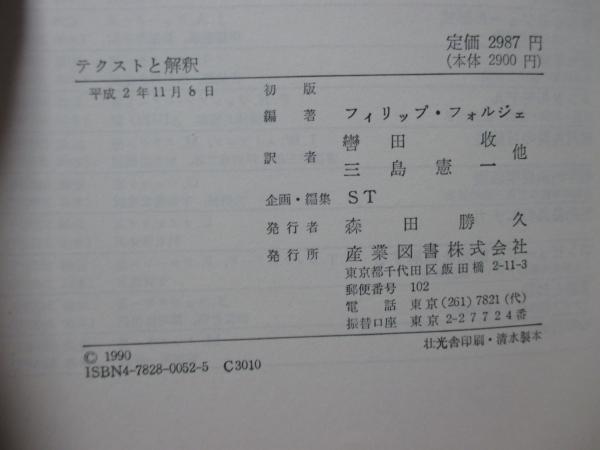 定価 2987 円
(本体 2900 円)
テクストと解釈
平成 2 年 11 月 8 日 初版
編著 フィリップ・フォルジェ
訳者 轡田収
三島憲一 他
企画・編集 ST
発行者 森田勝久
発行所 産業図書株式会社
東京都千代田区飯田橋 2-11-3
郵便番号 102
電話 東京(261)7821(代)
振替口座 東京 2-27724番
© 1990
壮光舎印刷・清水製本
ISBN4-7828-0052-5 C3010